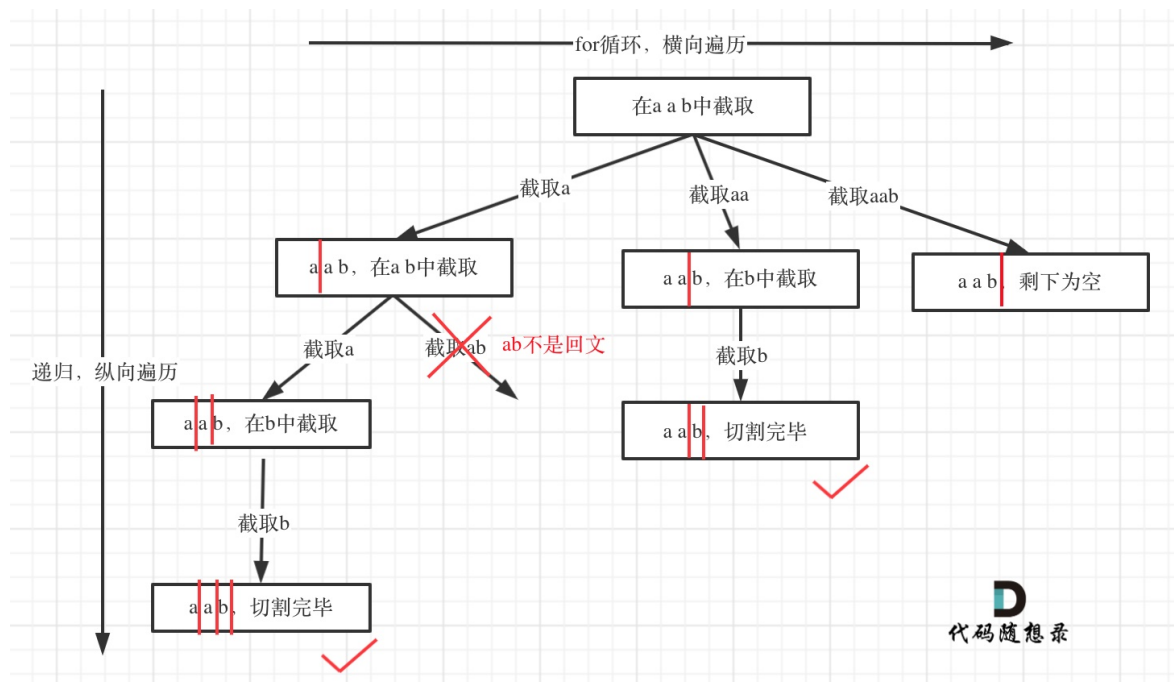 for循环，横向遍历
在a a b中截取
截取a
截取aa
截取aab
a a b，在a b中截取
a a b，在b中截取
a a b，剩下为空
截取a
截取ab
ab不是回文
截取b
递归，纵向遍历
a a b，在b中截取
a a b，切割完毕
截取b
a a b，切割完毕
代码随想录